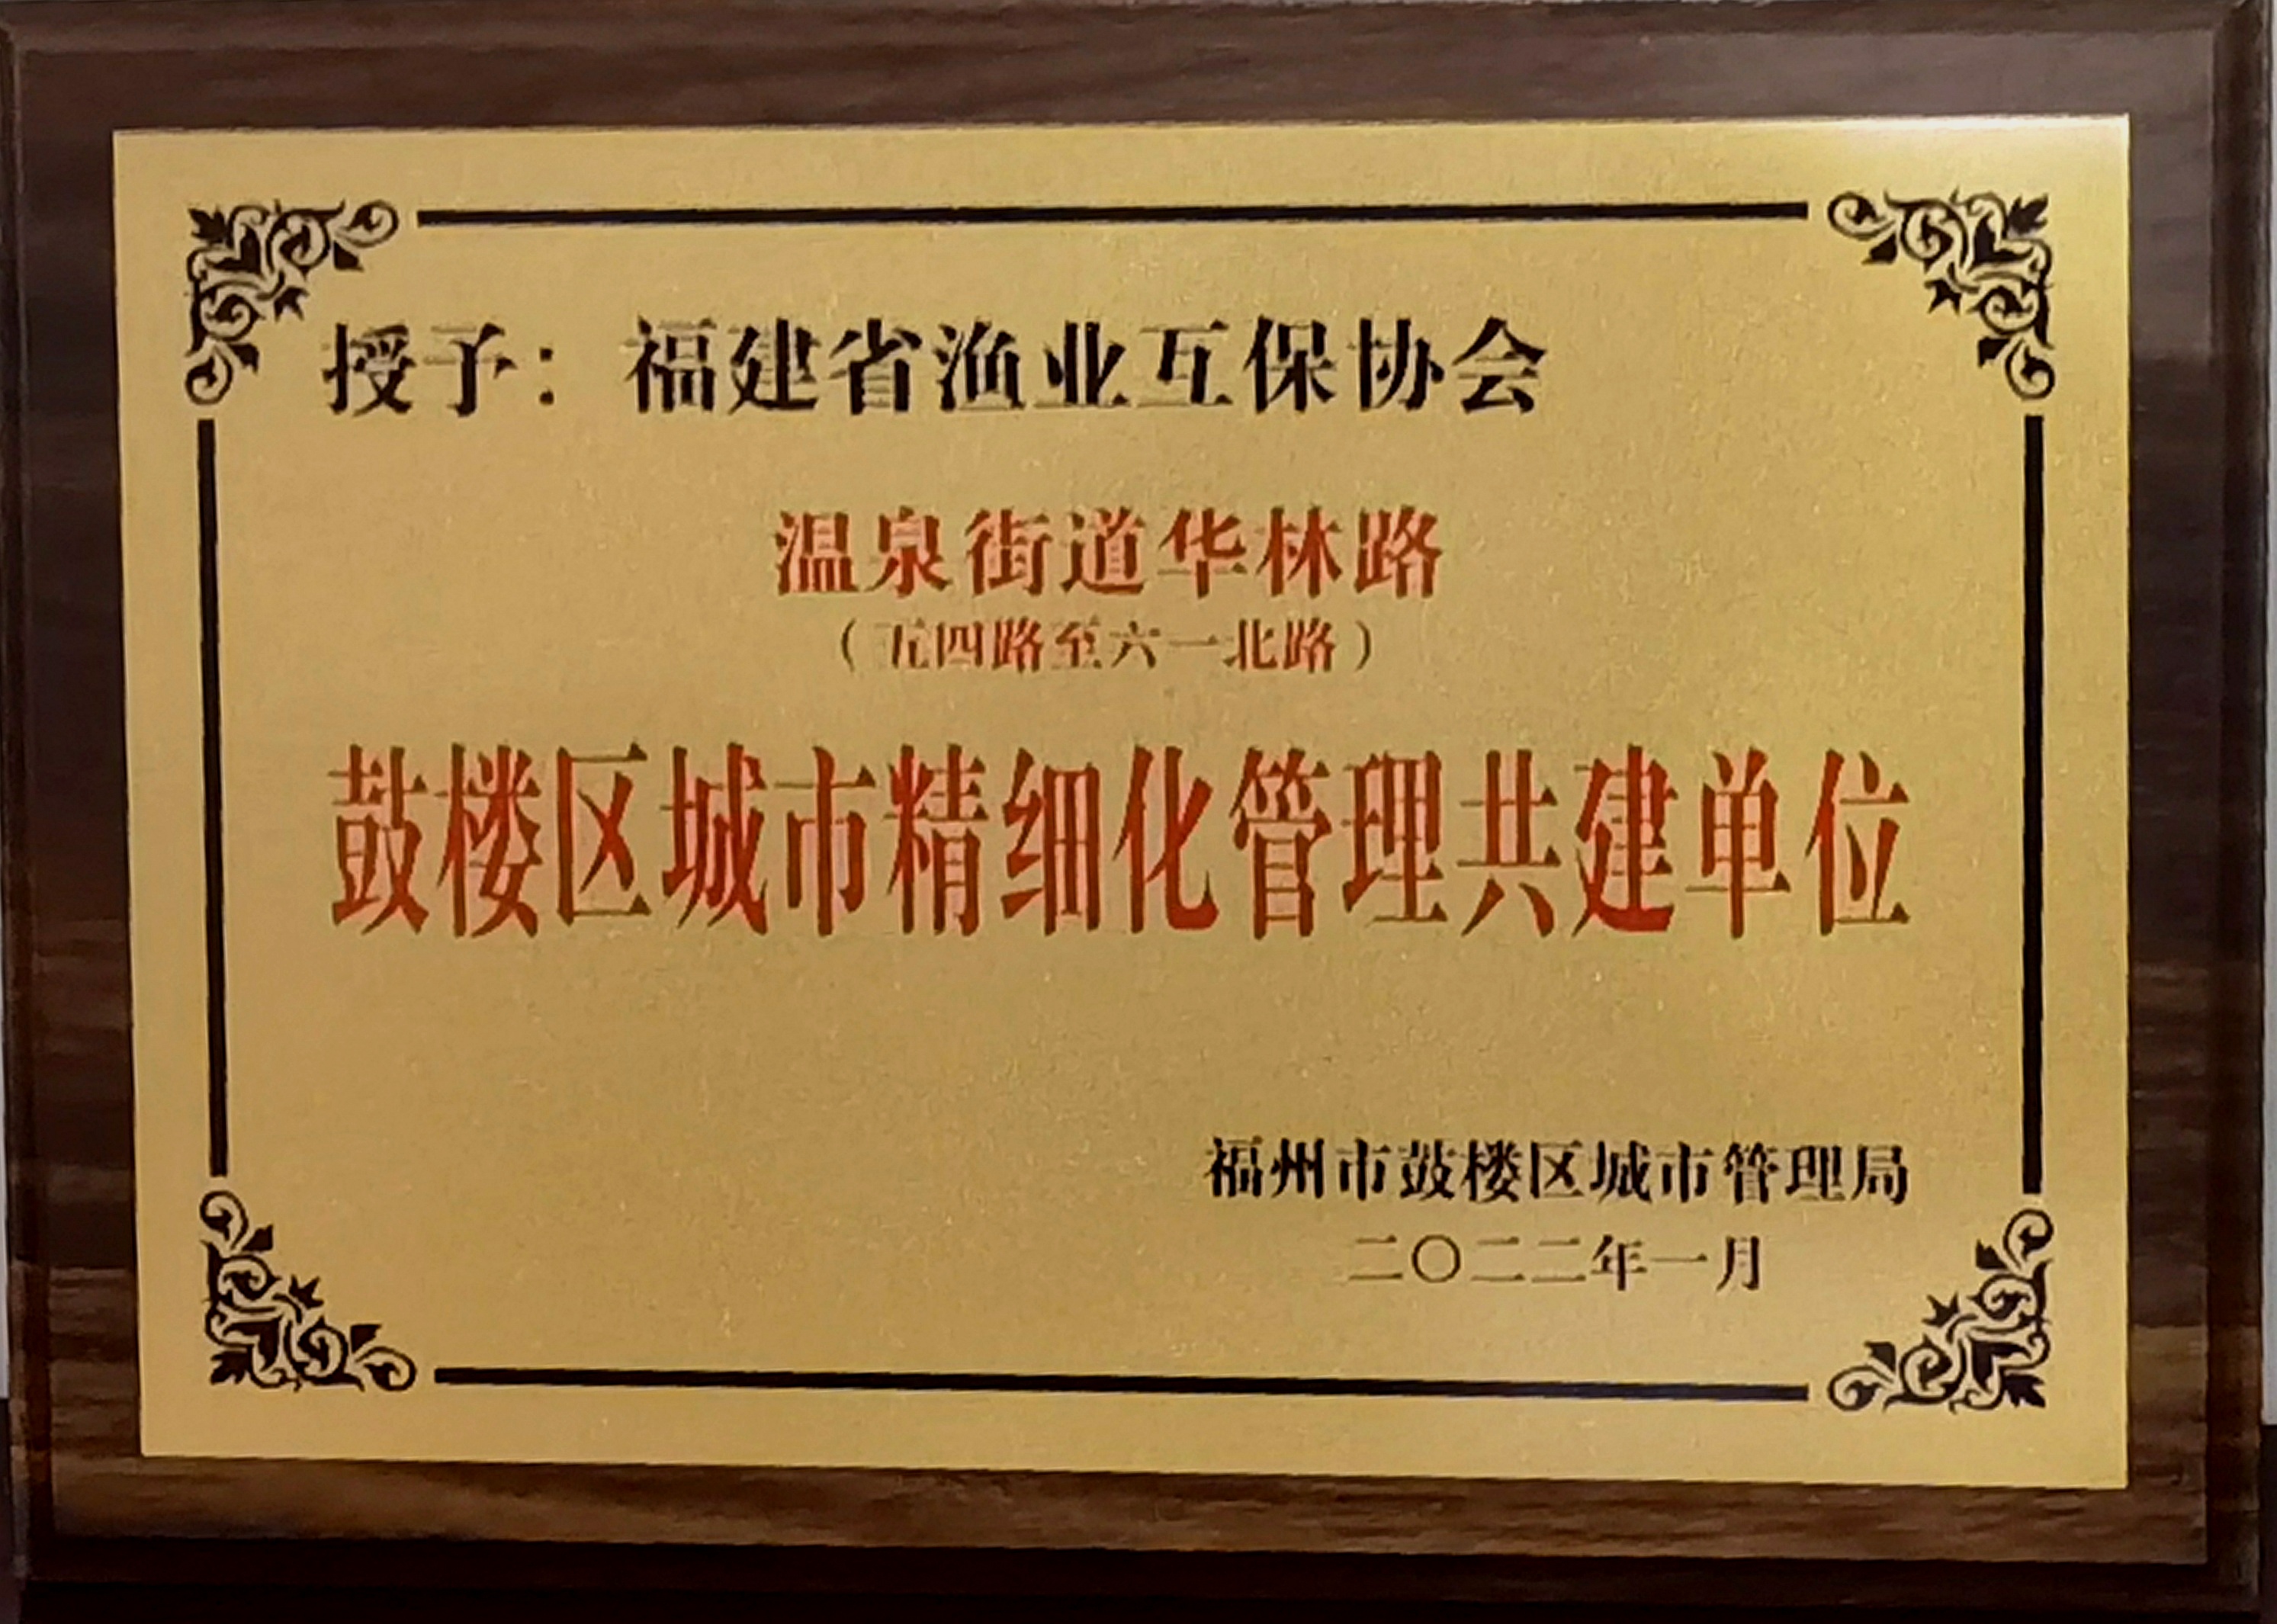 授予：福建省渔业互保协会
温泉街道华林路
（五四路至六一北路）
鼓楼区城市精细化管理共建单位
福州市鼓楼区城市管理局
二〇二二年一月